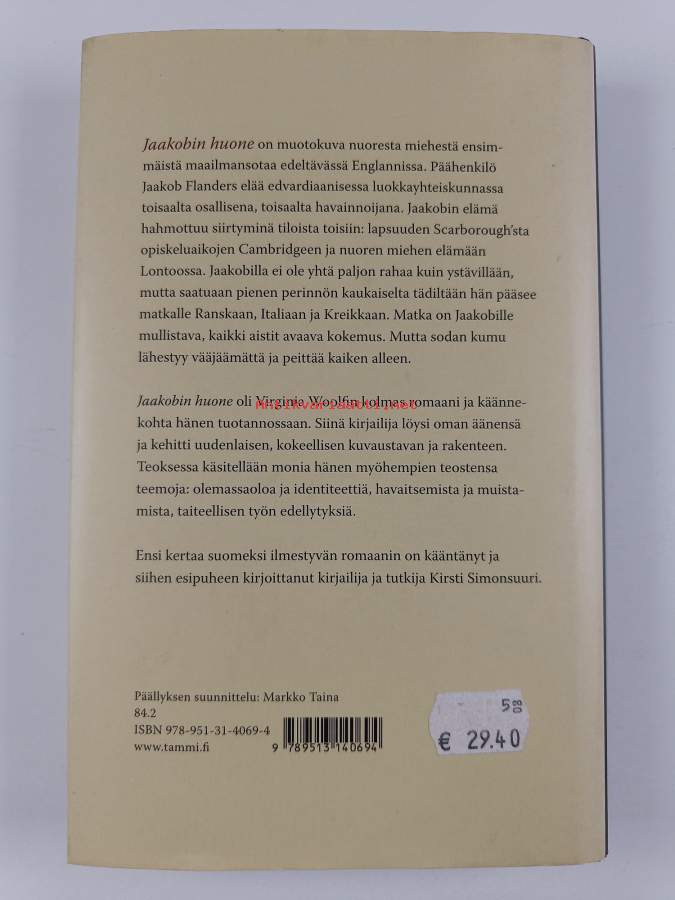 Jaakobin huone on muotokuva nuoresta miehestä ensim-
mäistä maailmansotaa edeltävässä Englannissa. Päähenkilö
Jaakob Flanders elää edvardiaanisessa luokkayhteiskunnassa
toisaalta osallisena, toisaalta havainnoijana. Jaakobin elämä
hahmottuu siirtyminä tiloista toisiin: lapsuuden Scarborough'sta
opiskeluaikojen Cambridgeen ja nuoren miehen elämään
Lontoossa. Jaakobilla ei ole yhtä paljon rahaa kuin ystävillään,
mutta saatuaan pienen perinnön kaukaiselta tädiltään hän pääsee
matkalle Ranskaan, Italiaan ja Kreikkaan. Matka on Jaakobille
mullistava, kaikki aistit avaava kokemus. Mutta sodan kumu
lähestyy vääjäämättä ja peittää kaiken alleen.
Jaakobin huone oli Virginia Woolfin kolmas romaani ja käänne-
Antikvariaatti.net
kohta hänen tuotannossaan. Siinä kirjailija löysi oman äänensä
ja kehitti uudenlaisen, kokeellisen kuvaustavan ja rakenteen.
Teoksessa käsitellään monia hänen myöhempien teostensa
teemoja: olemassaoloa ja identiteettiä, havaitsemista ja muista-
mista, taiteellisen työn edellytyksiä.
Ensi kertaa suomeksi ilmestyvän romaanin on kääntänyt ja
siihen esipuheen kirjoittanut kirjailija ja tutkija Kirsti Simonsuuri.
Päällyksen suunnittelu: Markko Taina
84.2
ISBN 978-951-31-4069-4
www.tammi.fi
9 789513 140694
5 08
€ 29.40